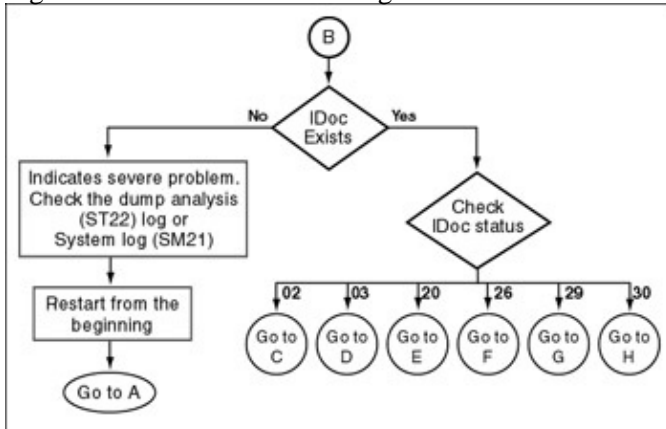 B
No
IDoc
Exists
Yes
Indicates severe problem.
Check the dump analysis
(ST22) log or
System log (SM21)
Check
IDoc status
Restart from the
beginning
Go to A
02
03
20
26
29
30
Go to
C
Go to
D
Go to
E
Go to
F
Go to
G
Go to
H